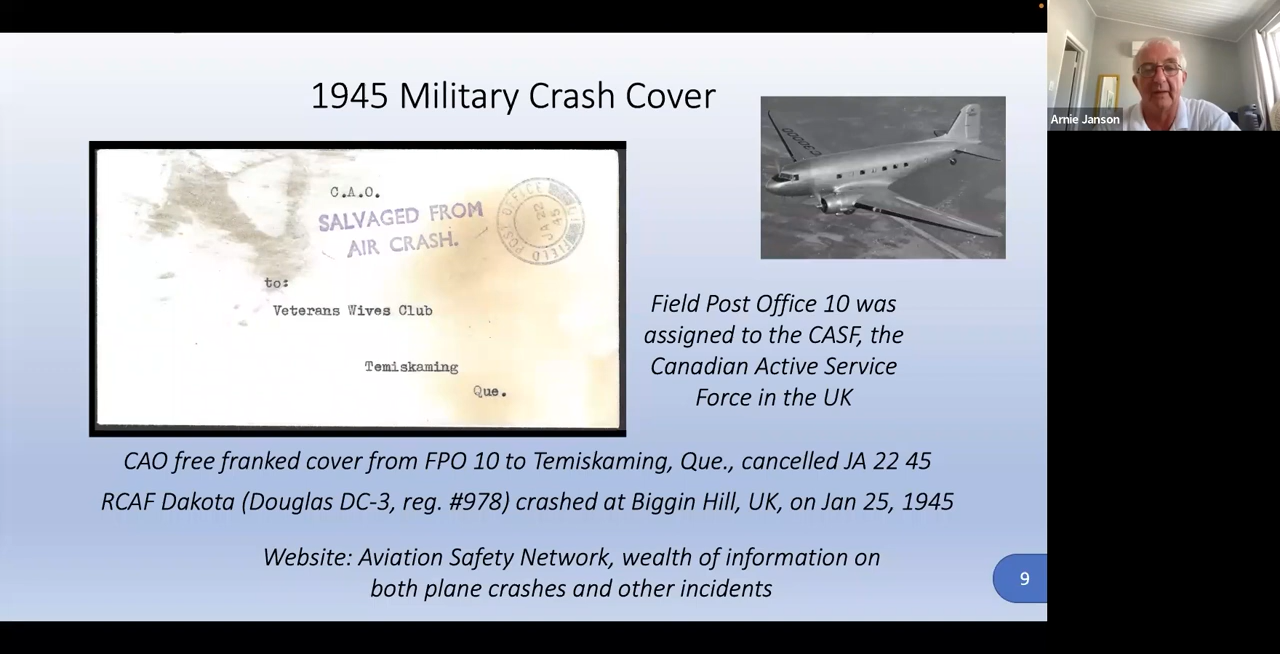 1945 Military Crash Cover
Arnie Janson
C.A.O.
SALVAGED FROM
AIR CRASH.
FIELD POST OFFICE
JA 22
45
to:
Veterans Wives Club
Temiskaming
Que.
Field Post Office 10 was
assigned to the CASF, the
Canadian Active Service
Force in the UK
CAO free franked cover from FPO 10 to Temiskaming, Que., cancelled JA 22 45
RCAF Dakota (Douglas DC-3, reg. #978) crashed at Biggin Hill, UK, on Jan 25, 1945
Website: Aviation Safety Network, wealth of information on
both plane crashes and other incidents
9